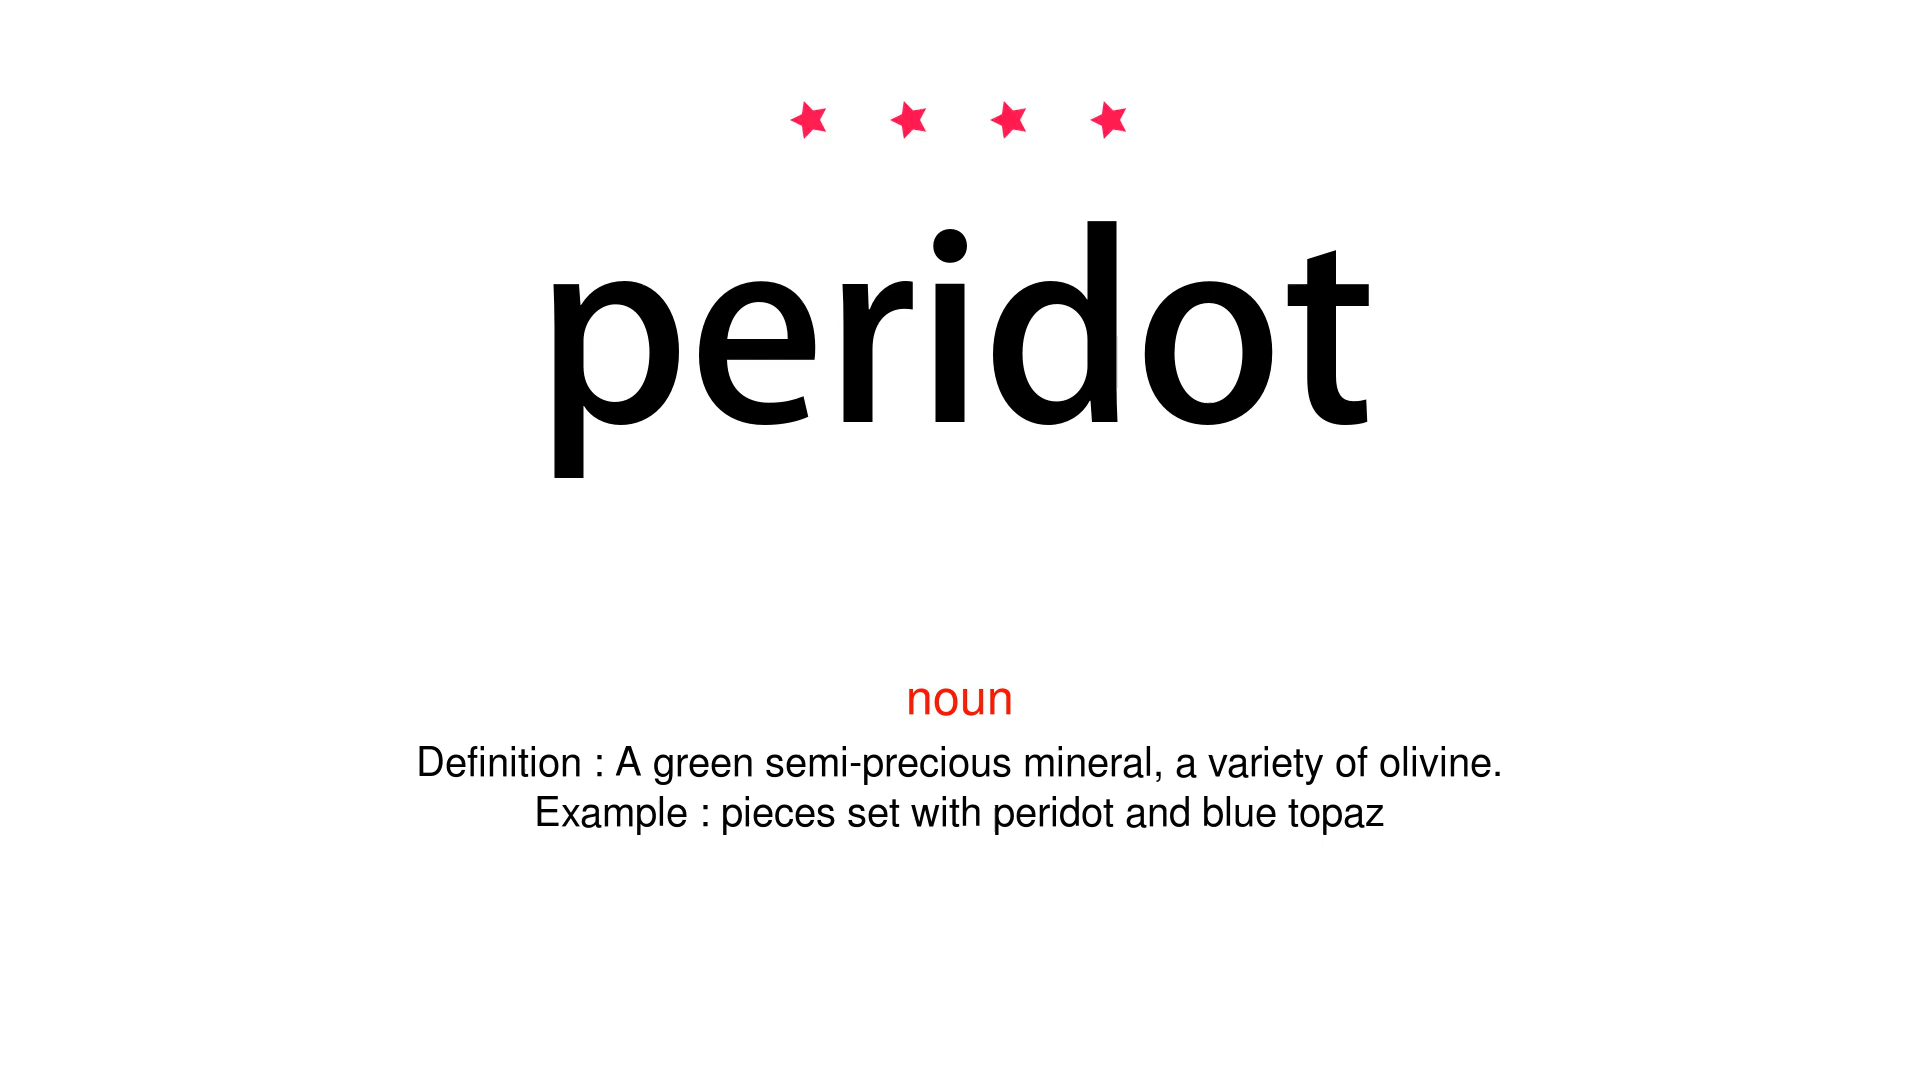 peridot
noun
Definition : A green semi-precious mineral, a variety of olivine.
Example : pieces set with peridot and blue topaz